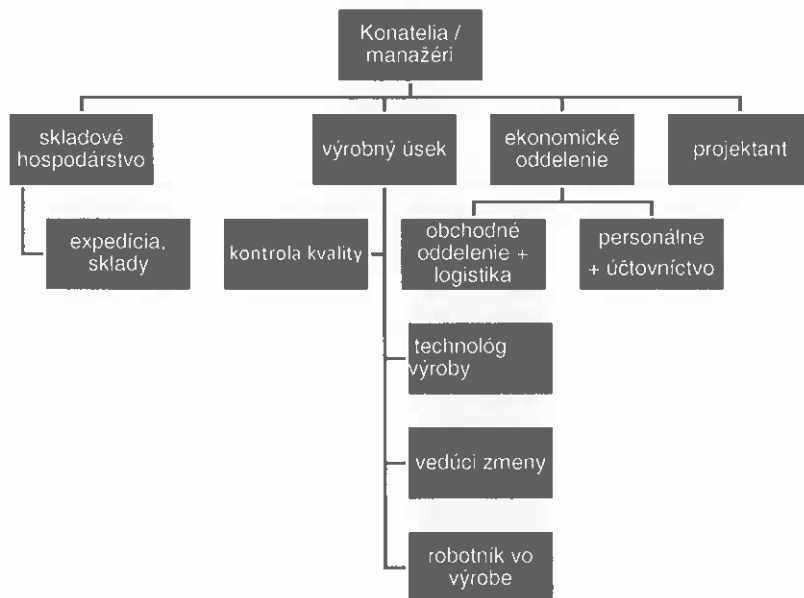 Konatelia /
manažéri
skladové
hospodárstvo
výrobný úsek
ekonomické
oddelenie
projektant
expedícia,
sklady
kontrola kvality
obchodné
oddelenie +
logistika
personálne
+ účtovníctvo
technológ
výroby
vedúci zmeny
robotník vo
výrobe